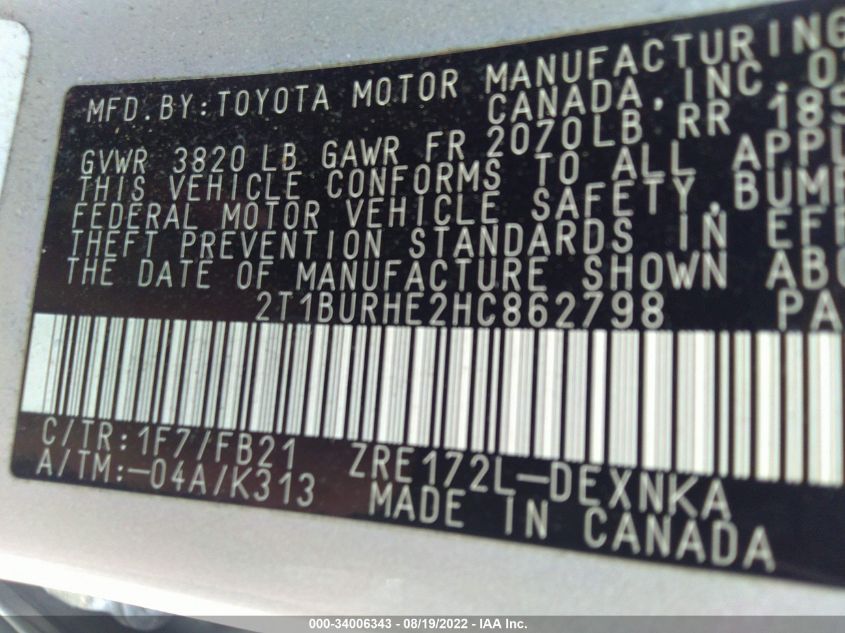 MFD.BY:TOYOTA MOTOR MANUFACTURING
CANADA, INC.
GVWR 3820 LB GAWR FR 2070LB RR
THIS VEHICLE CONFORMS TO ALL
FEDERAL MOTOR VEHICLE SAFETY,
THEFT PREVENTION STANDARDS IN
THE DATE OF MANUFACTURE SHOWN
2T1BURHE2HC862798
C/TR:1F7/FB21 ZRE172L-DEXNKA
A/TM:-04A/K313 MADE IN CANADA
000-34006343 - 08/19/2022 - IAA Inc.